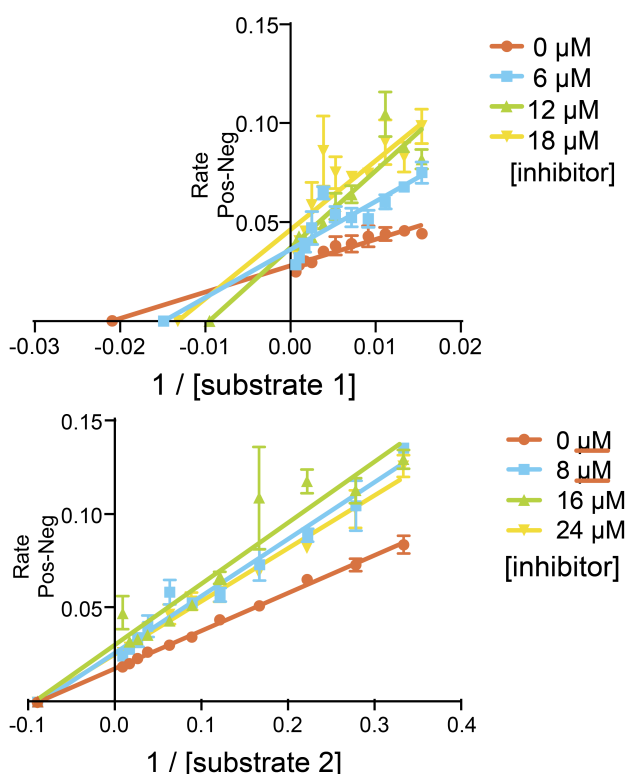 0.15
0.10
0.05
Rate
Pos-Neg
-0.03
-0.02
-0.01
0.00
0.01
0.02
1 / [substrate 1]
0 µM
6 µM
12 µM
18 µM
[inhibitor]
0.15
0.10
0.05
Rate
Pos-Neg
-0.1
0.0
0.1
0.2
0.3
0.4
1 / [substrate 2]
0 µM
8 µM
16 µM
24 µM
[inhibitor]